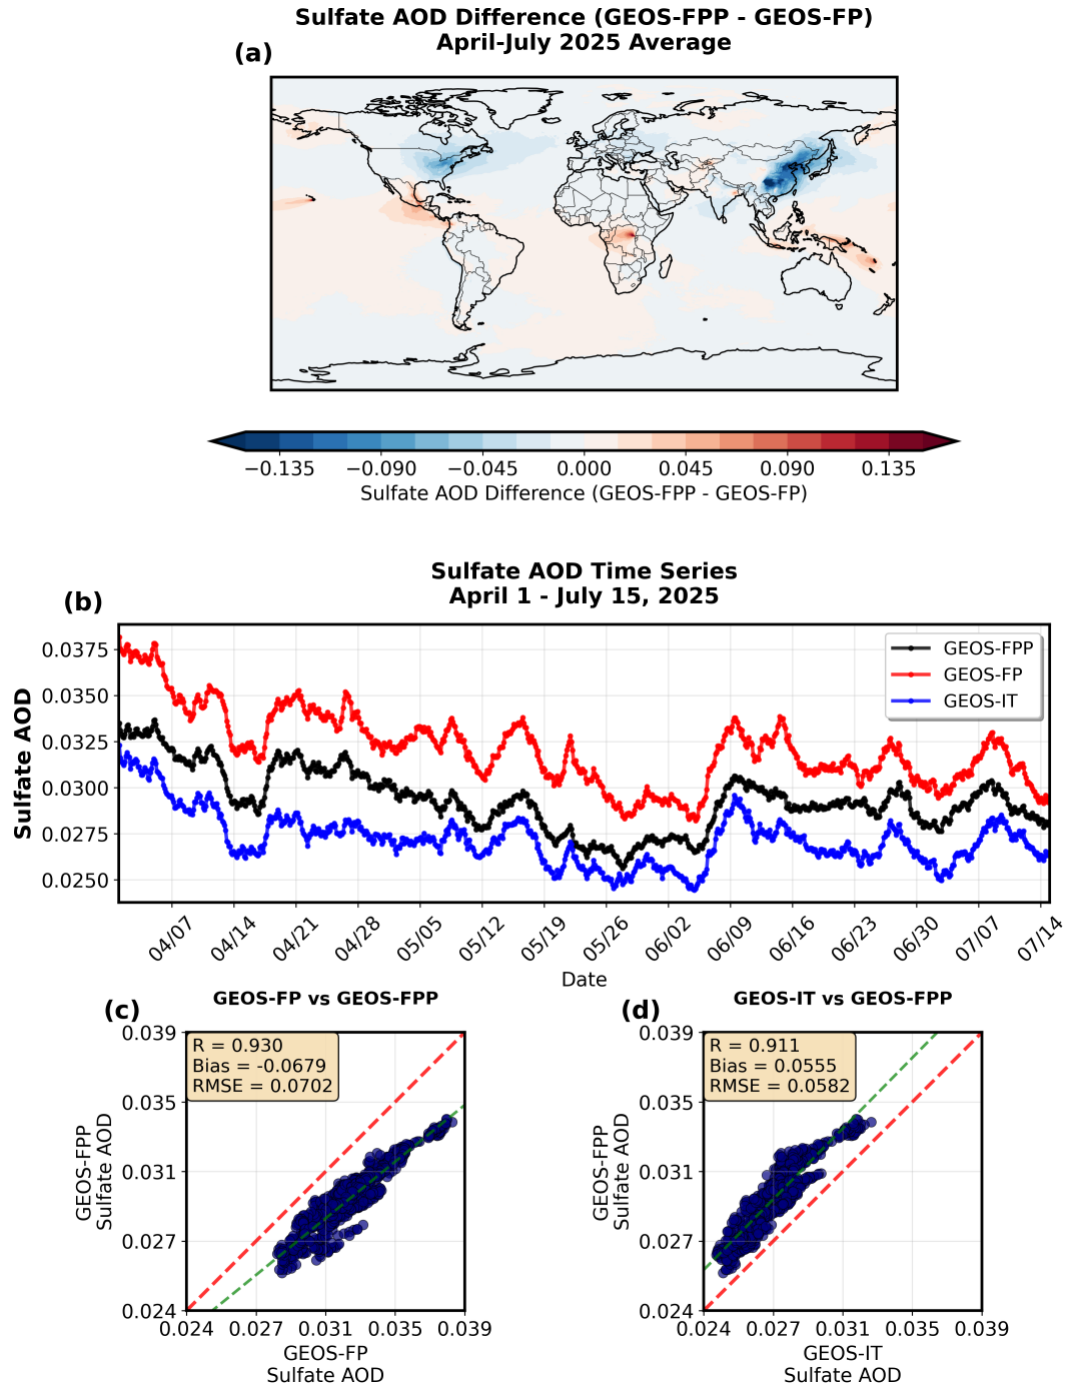 Sulfate AOD Difference (GEOS-FPP - GEOS-FP)
April-July 2025 Average
(a)
−0.135 −0.090 −0.045 0.000 0.045 0.090 0.135
Sulfate AOD Difference (GEOS-FPP - GEOS-FP)
Sulfate AOD Time Series
April 1 - July 15, 2025
(b)
Sulfate AOD
0.0375
0.0350
0.0325
0.0300
0.0275
0.0250
GEOS-FPP
GEOS-FP
GEOS-IT
04/07 04/14 04/21 04/28 05/05 05/12 05/19 05/26 06/02 06/09 06/16 06/23 06/30 07/07 07/14
Date
(c)
GEOS-FP vs GEOS-FPP
R = 0.930
Bias = -0.0679
RMSE = 0.0702
GEOS-FPP
Sulfate AOD
0.039
0.035
0.031
0.027
0.024
0.024 0.027 0.031 0.035 0.039
GEOS-FP
Sulfate AOD
(d)
GEOS-IT vs GEOS-FPP
R = 0.911
Bias = 0.0555
RMSE = 0.0582
GEOS-FPP
Sulfate AOD
0.039
0.035
0.031
0.027
0.024
0.024 0.027 0.031 0.035 0.039
GEOS-IT
Sulfate AOD